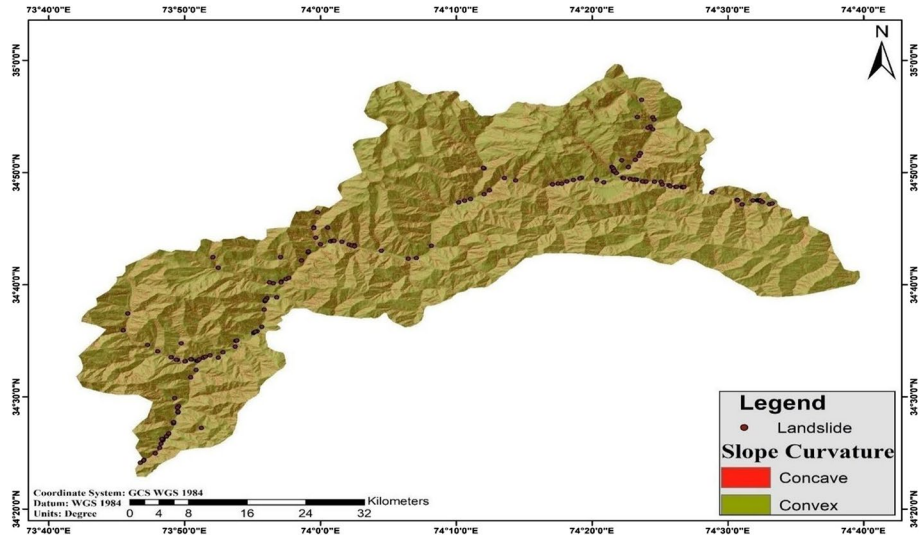 73°40'0"E 73°50'0"E 74°0'0"E 74°10'0"E 74°20'0"E 74°30'0"E 74°40'0"E
N
35°0'0"N 35°0'0"N
34°50'0"N 34°50'0"N
34°40'0"N 34°40'0"N
34°30'0"N 34°30'0"N
34°20'0"N 34°20'0"N
Legend
Landslide
Slope Curvature
Concave
Convex
Coordinate System: GCS WGS 1984
Datum: WGS 1984
Units: Degree
Kilometers
0 4 8 16 24 32
73°40'0"E 73°50'0"E 74°0'0"E 74°10'0"E 74°20'0"E 74°30'0"E 74°40'0"E